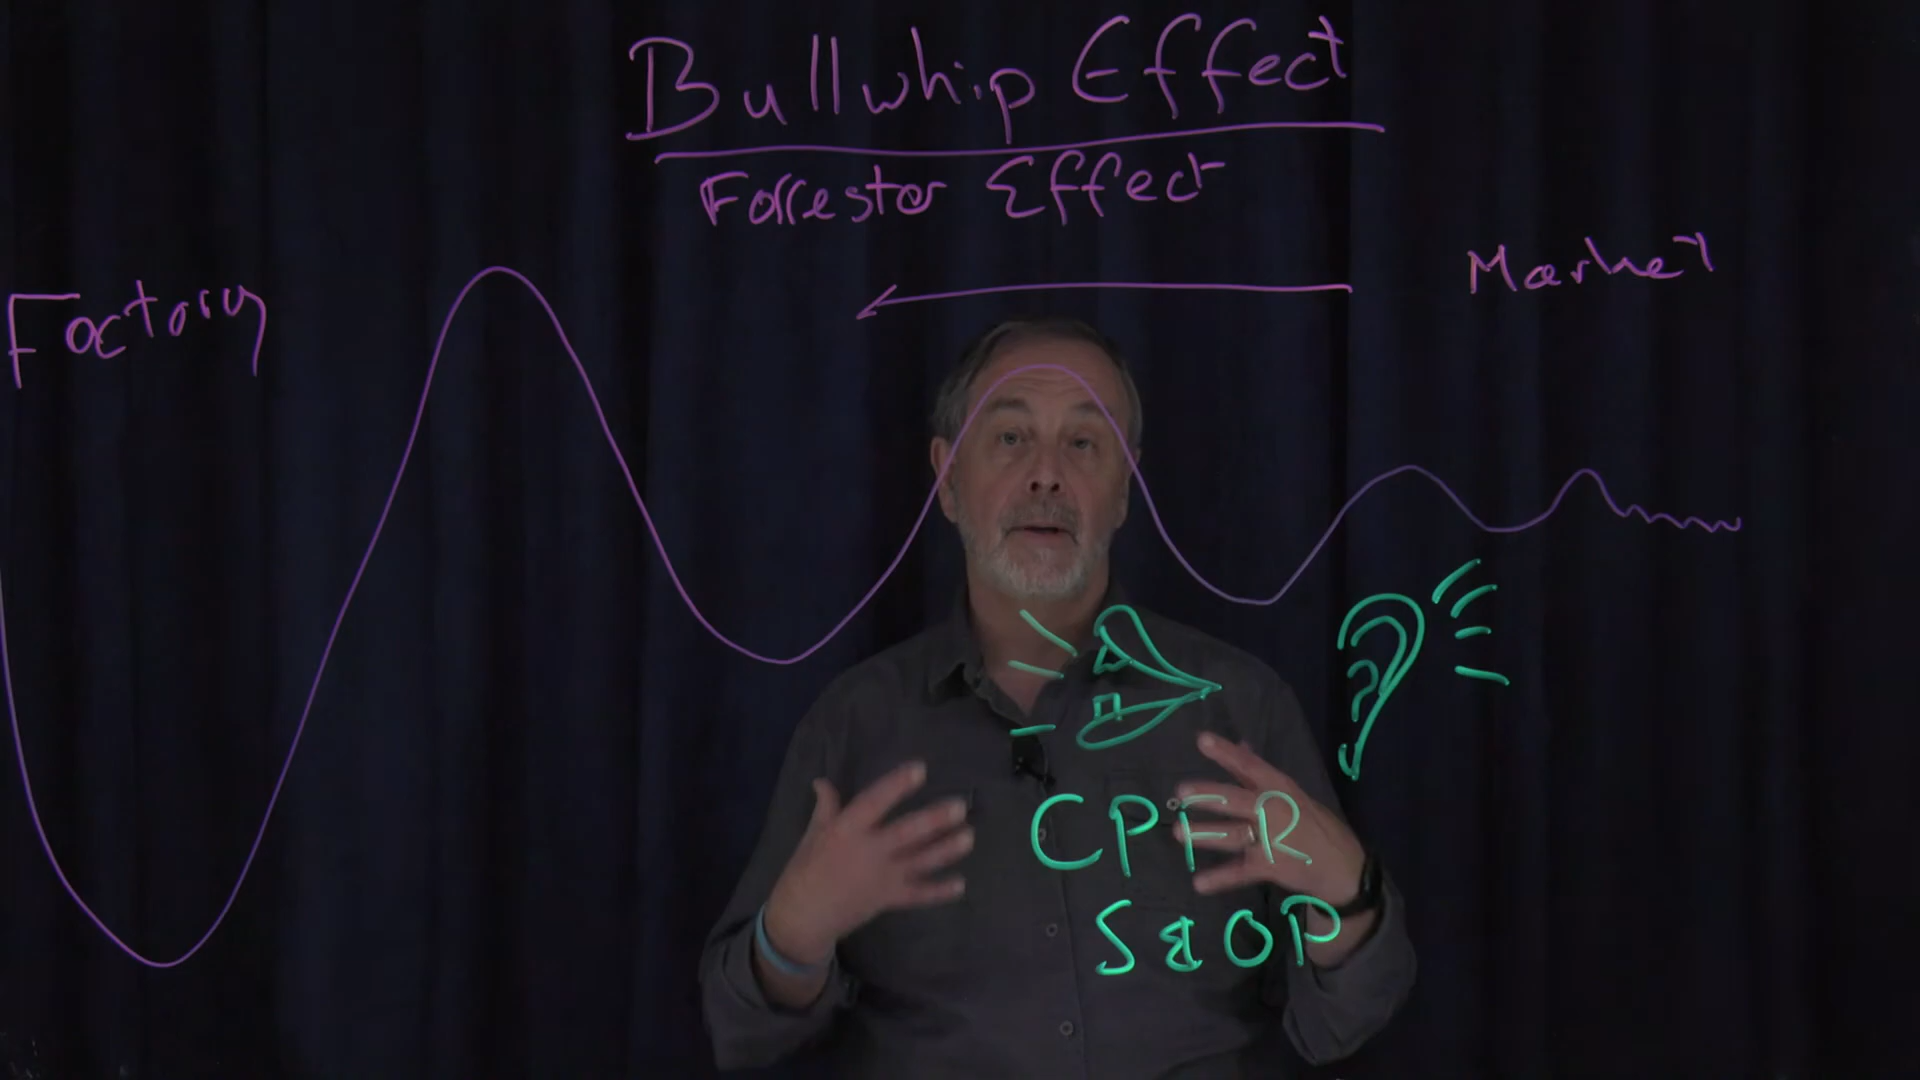 Bullwhip Effect
Forrester Effect
Market
Factory
CPFR
S&OP